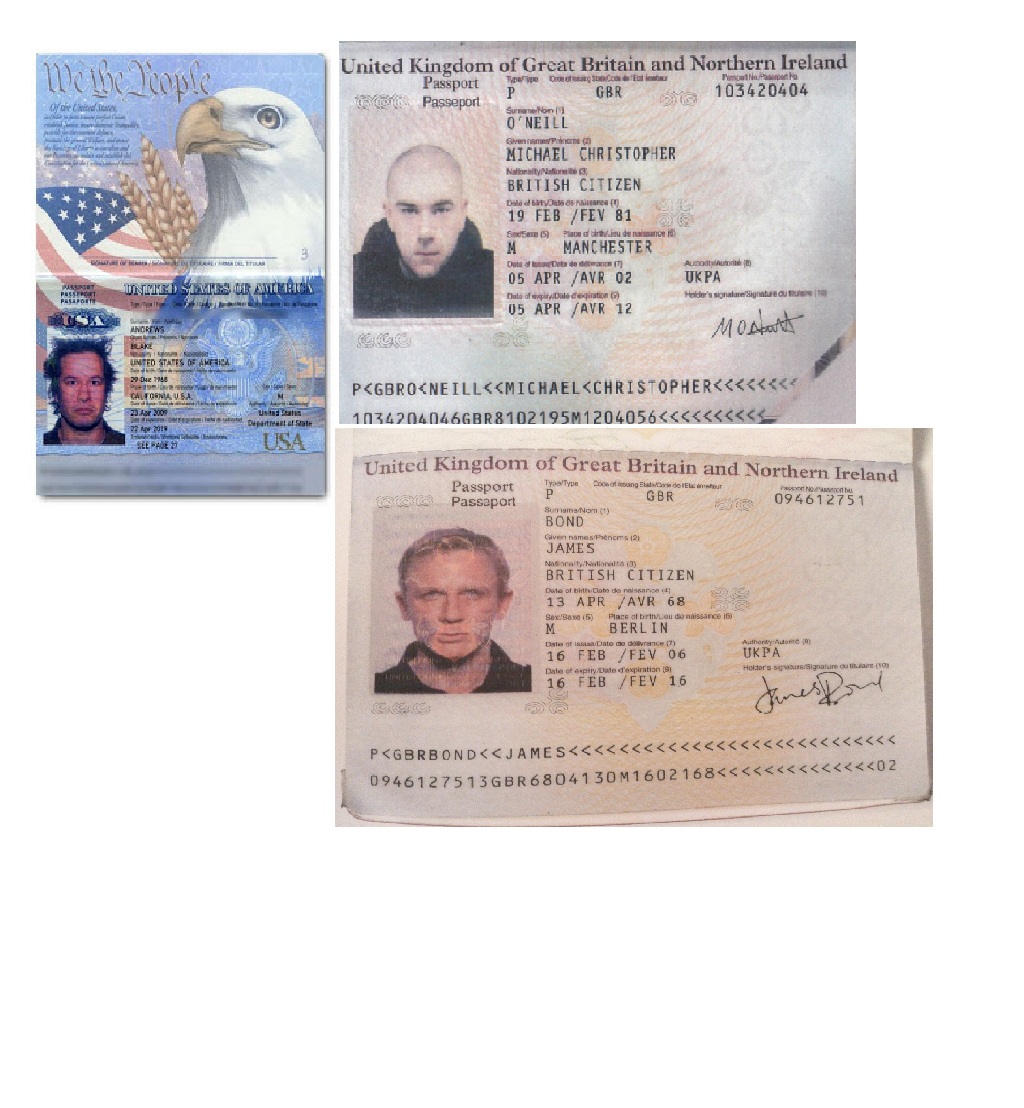 We the People
Of the United States,
3
SIGNATURE OF BEARER / SIGNATURE DU TITULAIRE / FIRMA DEL TITULAR
PASSPORT
PASSEPORT
PASAPORTE
UNITED STATES OF AMERICA
USA
ANDREWS
BLAKE
UNITED STATES OF AMERICA
29 Dec 1968
CALIFORNIA, U.S.A.
M
23 Apr 2009
United States
Department of State
22 Apr 2019
SEE PAGE 27
USA
United Kingdom of Great Britain and Northern Ireland
Passport
Passeport
Type/Type Code of issuing State/Code de l'Etat émetteur Passport No./Passeport No.
P GBR 103420404
Surname/Nom (1)
O'NEILL
Given names/Prénoms (2)
MICHAEL CHRISTOPHER
Nationality/Nationalité (3)
BRITISH CITIZEN
Date of birth/Date de naissance (4)
19 FEB /FEV 81
Sex/Sexe (5) Place of birth/Lieu de naissance (6)
M MANCHESTER
Date of issue/Date de délivrance (7) Authority/Autorité (8)
05 APR /AVR 02 UKPA
Date of expiry/Date d'expiration (9) Holder's signature/Signature du titulaire (10)
05 APR /AVR 12
P<GBRO<NEILL<<MICHAEL<CHRISTOPHER<<<<<<<<
1034204046GBR8102195M1204056<<<<<<<<<<
United Kingdom of Great Britain and Northern Ireland
Passport
Passaport
Type/Type Code of issuing State/Code de l'Etat émetteur Passport No./Passeport No.
P GBR 094612751
Surname/Nom (1)
BOND
Given names/Prénoms (2)
JAMES
Nationality/Nationalité (3)
BRITISH CITIZEN
Date of birth/Date de naissance (4)
13 APR /AVR 68
Sex/Sexe (5) Place of birth/Lieu de naissance (6)
M BERLIN
Date of issue/Date de délivrance (7) Authority/Autorité (8)
16 FEB /FEV 06 UKPA
Date of expiry/Date d'expiration (9) Holder's signature/Signature du titulaire (10)
16 FEB /FEV 16
James Bond
P<GBRBOND<<JAMES<<<<<<<<<<<<<<<<<<<<<<<<<<<<
0946127513GBR6804130M1602168<<<<<<<<<<<<<<02